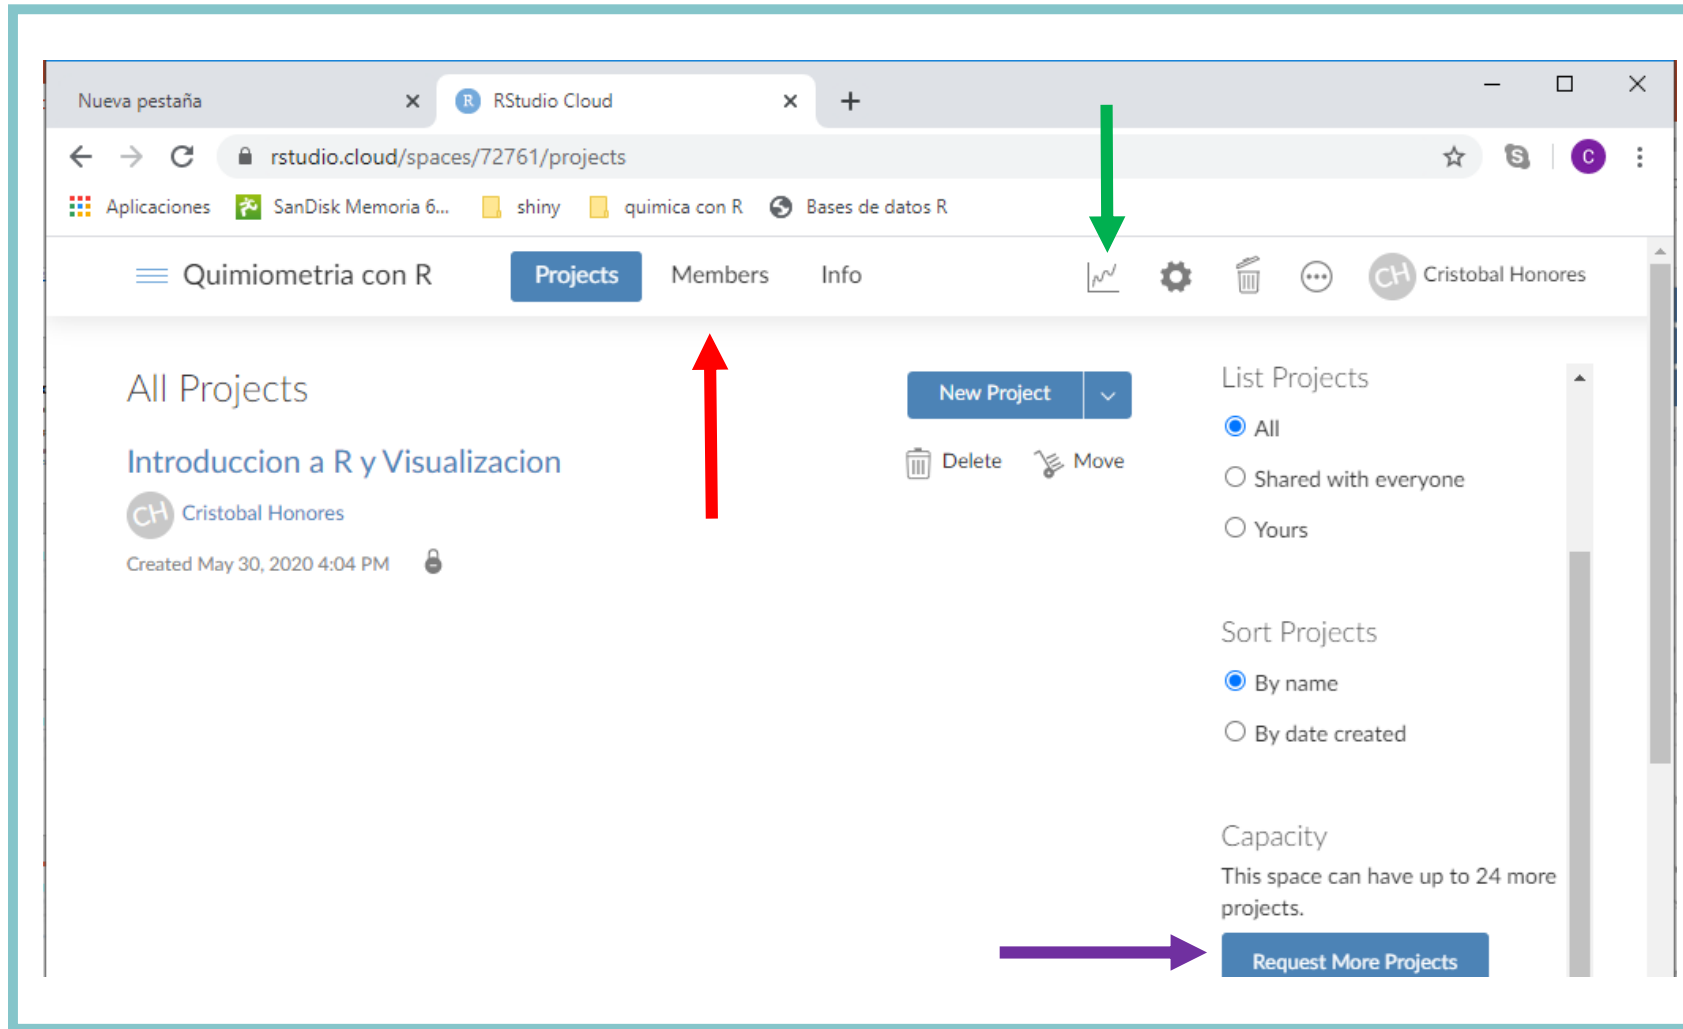 Nueva pestaña
R RStudio Cloud
rstudio.cloud/spaces/72761/projects
S
C
Aplicaciones SanDisk Memoria 6... shiny quimica con R Bases de datos R
Quimiometria con R Projects Members Info CH Cristobal Honores
All Projects
New Project
Introduccion a R y Visualizacion
Delete Move
CH Cristobal Honores
Created May 30, 2020 4:04 PM
List Projects
All
Shared with everyone
Yours
Sort Projects
By name
By date created
Capacity
This space can have up to 24 more
projects.
Request More Projects